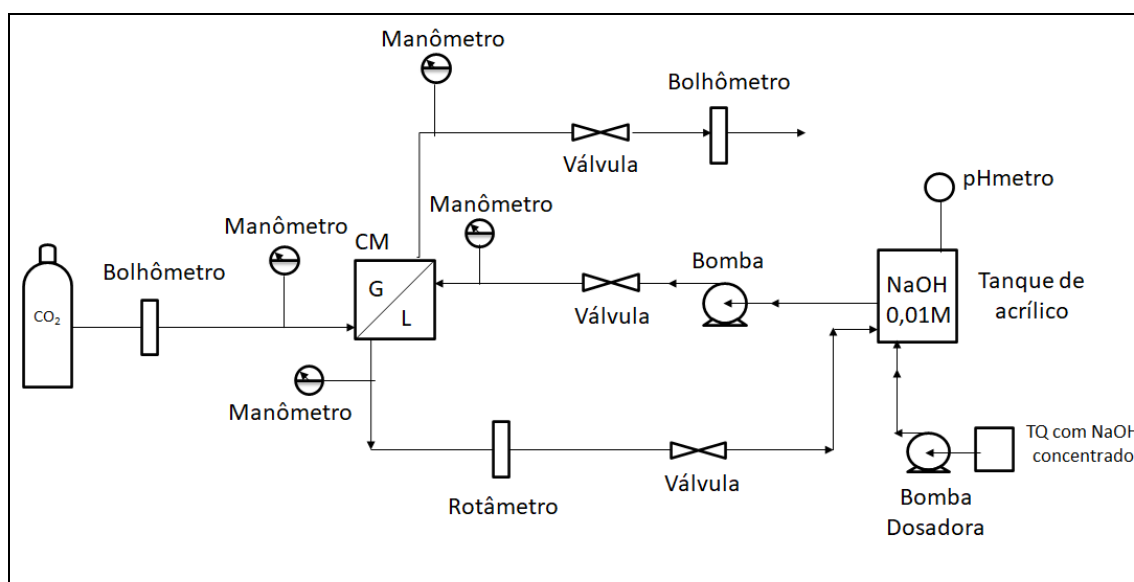 Manômetro
Bolhômetro
Válvula
pHmetro
Manômetro
Manômetro
CM
Bomba
Bolhômetro
G
L
NaOH
0,01M
Tanque de
acrílico
CO₂
Válvula
Manômetro
TQ com NaOH
concentrado
Rotâmetro
Válvula
Bomba
Dosadora